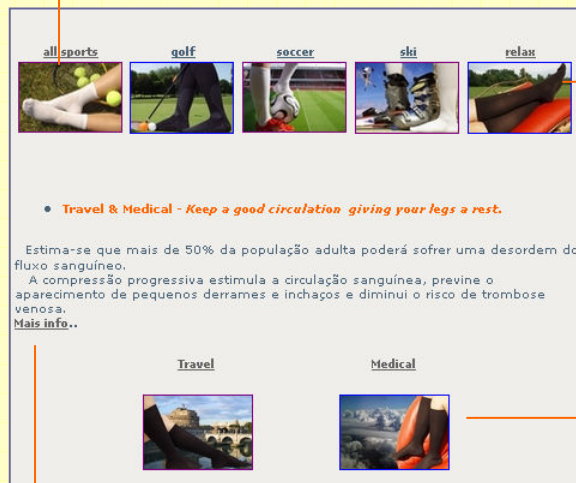 all sports golf soccer ski relax
Travel & Medical - Keep a good circulation giving your legs a rest.
Estima-se que mais de 50% da população adulta poderá sofrer uma desordem do
fluxo sanguíneo.
A compressão progressiva estimula a circulação sanguínea, previne o
aparecimento de pequenos derrames e inchaços e diminui o risco de trombose
venosa.
Mais info..
Travel Medical